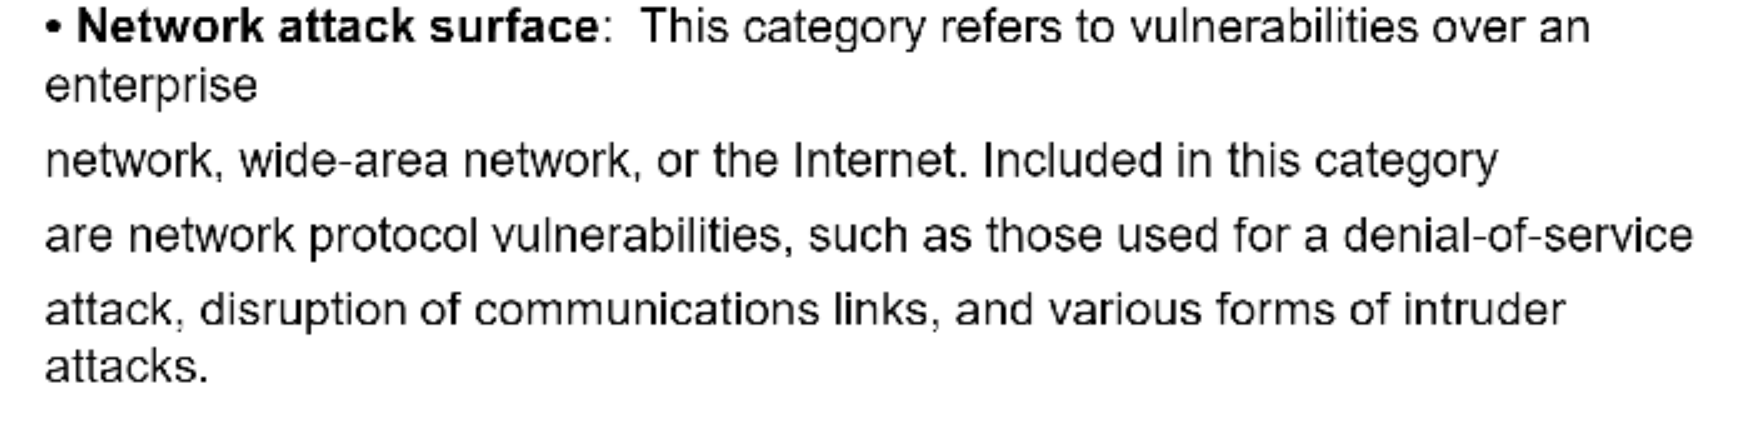 • Network attack surface:  This category refers to vulnerabilities over an
enterprise
network, wide-area network, or the Internet. Included in this category
are network protocol vulnerabilities, such as those used for a denial-of-service
attack, disruption of communications links, and various forms of intruder
attacks.